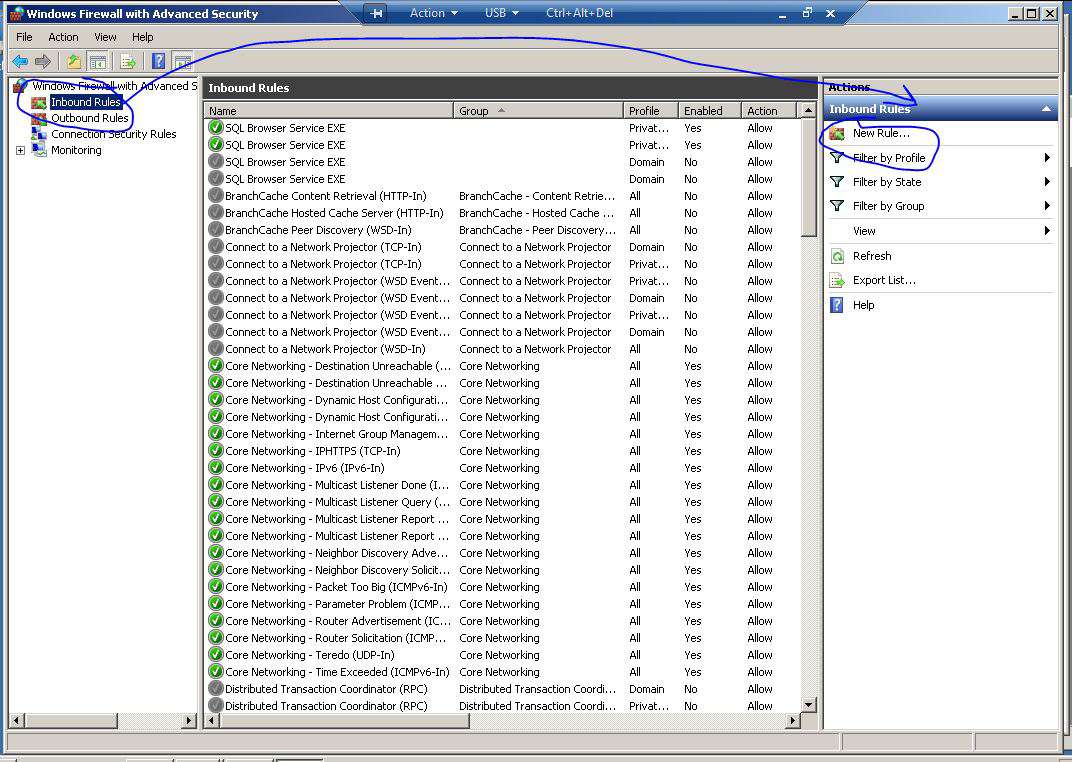 Windows Firewall with Advanced Security
Action USB Ctrl+Alt+Del
File Action View Help
Windows Firewall with Advanced S
Inbound Rules
Outbound Rules
Connection Security Rules
Monitoring
Inbound Rules
Name Group Profile Enabled Action
SQL Browser Service EXE Privat... Yes Allow
SQL Browser Service EXE Privat... Yes Allow
SQL Browser Service EXE Domain No Allow
SQL Browser Service EXE Domain No Allow
BranchCache Content Retrieval (HTTP-In) BranchCache - Content Retrie... All No Allow
BranchCache Hosted Cache Server (HTTP-In) BranchCache - Hosted Cache ... All No Allow
BranchCache Peer Discovery (WSD-In) BranchCache - Peer Discovery... All No Allow
Connect to a Network Projector (TCP-In) Connect to a Network Projector Domain No Allow
Connect to a Network Projector (TCP-In) Connect to a Network Projector Privat... No Allow
Connect to a Network Projector (WSD Event... Connect to a Network Projector Privat... No Allow
Connect to a Network Projector (WSD Event... Connect to a Network Projector Domain No Allow
Connect to a Network Projector (WSD Event... Connect to a Network Projector Privat... No Allow
Connect to a Network Projector (WSD Event... Connect to a Network Projector Domain No Allow
Connect to a Network Projector (WSD-In) Connect to a Network Projector All No Allow
Core Networking - Destination Unreachable (... Core Networking All Yes Allow
Core Networking - Destination Unreachable ... Core Networking All Yes Allow
Core Networking - Dynamic Host Configurati... Core Networking All Yes Allow
Core Networking - Dynamic Host Configurati... Core Networking All Yes Allow
Core Networking - Internet Group Managem... Core Networking All Yes Allow
Core Networking - IPHTTPS (TCP-In) Core Networking All Yes Allow
Core Networking - IPv6 (IPv6-In) Core Networking All Yes Allow
Core Networking - Multicast Listener Done (I... Core Networking All Yes Allow
Core Networking - Multicast Listener Query (... Core Networking All Yes Allow
Core Networking - Multicast Listener Report ... Core Networking All Yes Allow
Core Networking - Multicast Listener Report ... Core Networking All Yes Allow
Core Networking - Neighbor Discovery Adve... Core Networking All Yes Allow
Core Networking - Neighbor Discovery Solicit... Core Networking All Yes Allow
Core Networking - Packet Too Big (ICMPv6-In) Core Networking All Yes Allow
Core Networking - Parameter Problem (ICMP... Core Networking All Yes Allow
Core Networking - Router Advertisement (IC... Core Networking All Yes Allow
Core Networking - Router Solicitation (ICMP... Core Networking All Yes Allow
Core Networking - Teredo (UDP-In) Core Networking All Yes Allow
Core Networking - Time Exceeded (ICMPv6-In) Core Networking All Yes Allow
Distributed Transaction Coordinator (RPC) Distributed Transaction Coordi... Domain No Allow
Distributed Transaction Coordinator (RPC) Distributed Transaction Coordi... Privat... No Allow
Actions
Inbound Rules
New Rule...
Filter by Profile
Filter by State
Filter by Group
View
Refresh
Export List...
Help